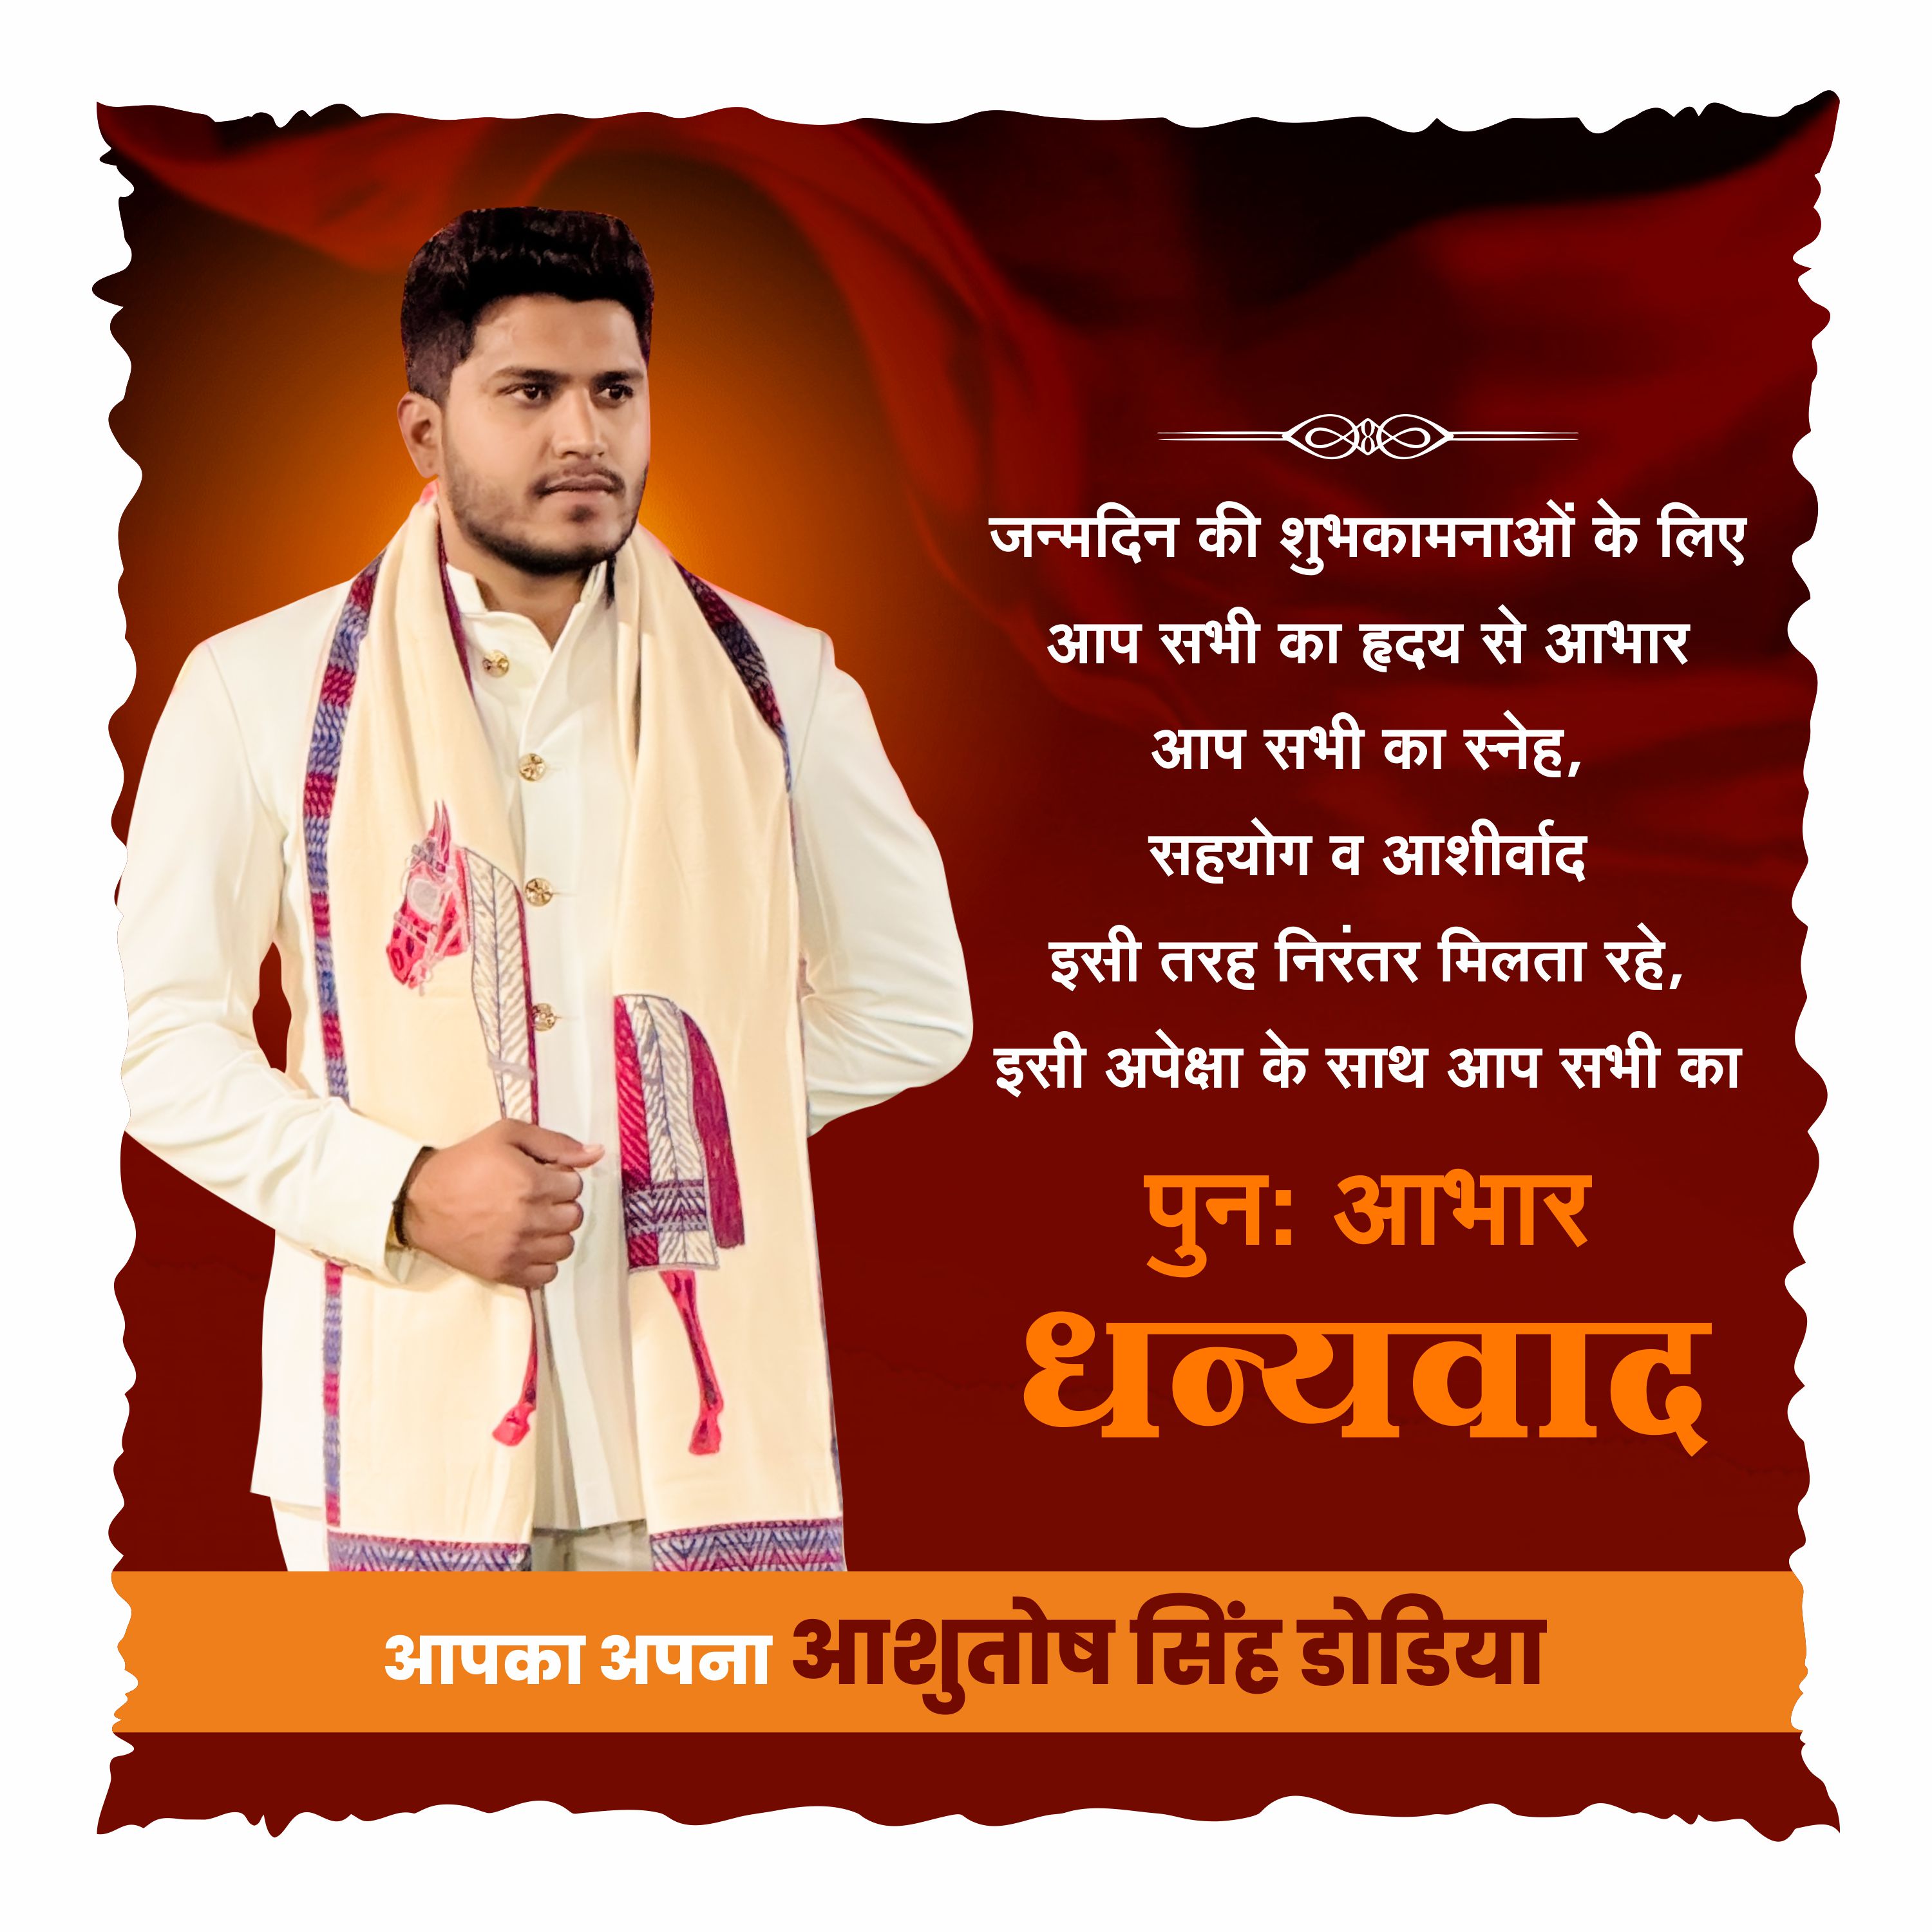 जन्मदिन की शुभकामनाओं के लिए
आप सभी का हृदय से आभार
आप सभी का स्नेह,
सहयोग व आशीर्वाद
इसी तरह निरंतर मिलता रहे,
इसी अपेक्षा के साथ आप सभी का
पुन: आभार
धन्यवाद
आपका अपना आशुतोष सिंह डोडिया